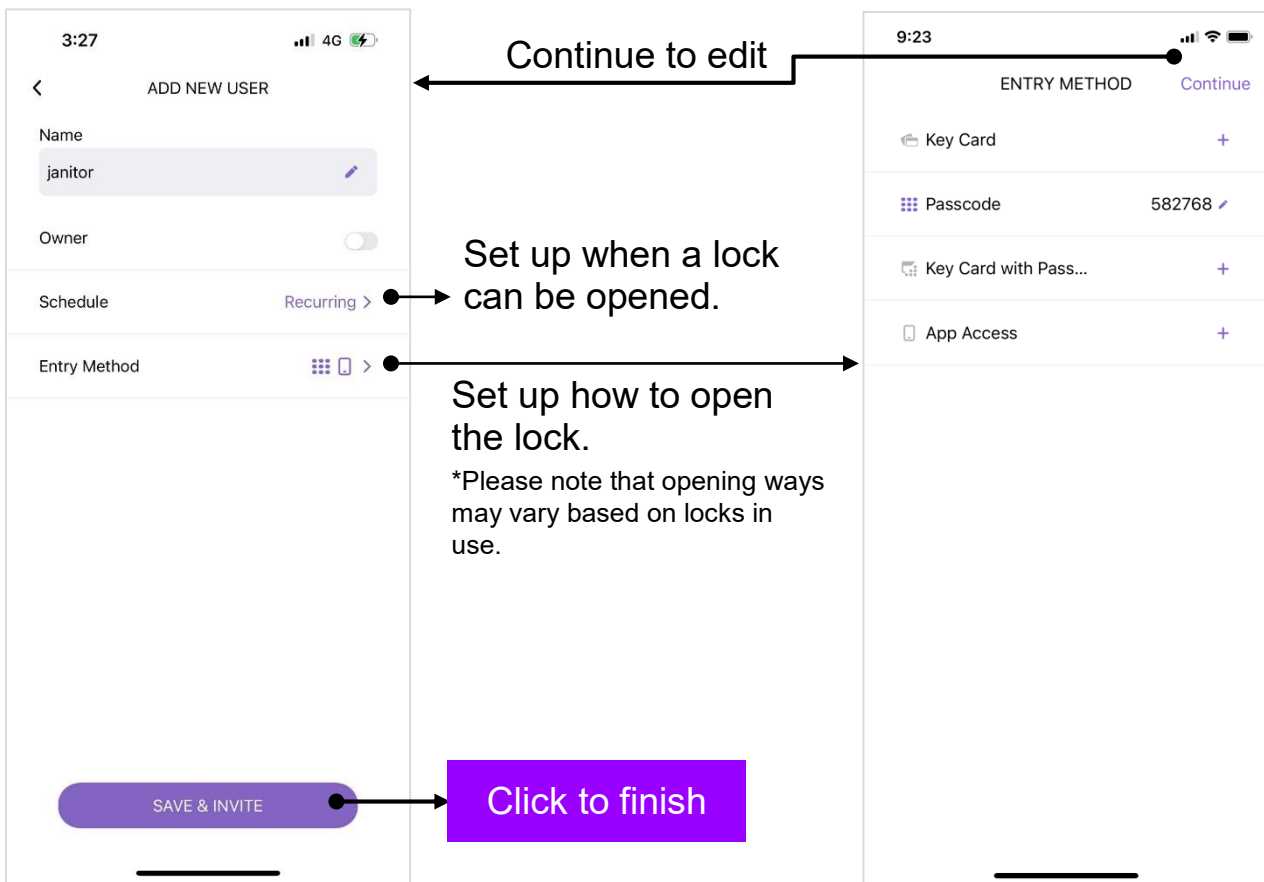 3:27
4G
ADD NEW USER
Name
janitor
Owner
Schedule
Recurring
Entry Method
SAVE & INVITE
Continue to edit
Set up when a lock
can be opened.
Set up how to open
the lock.
*Please note that opening ways
may vary based on locks in
use.
Click to finish
9:23
ENTRY METHOD
Continue
Key Card
+
Passcode
582768
Key Card with Pass...
+
App Access
+